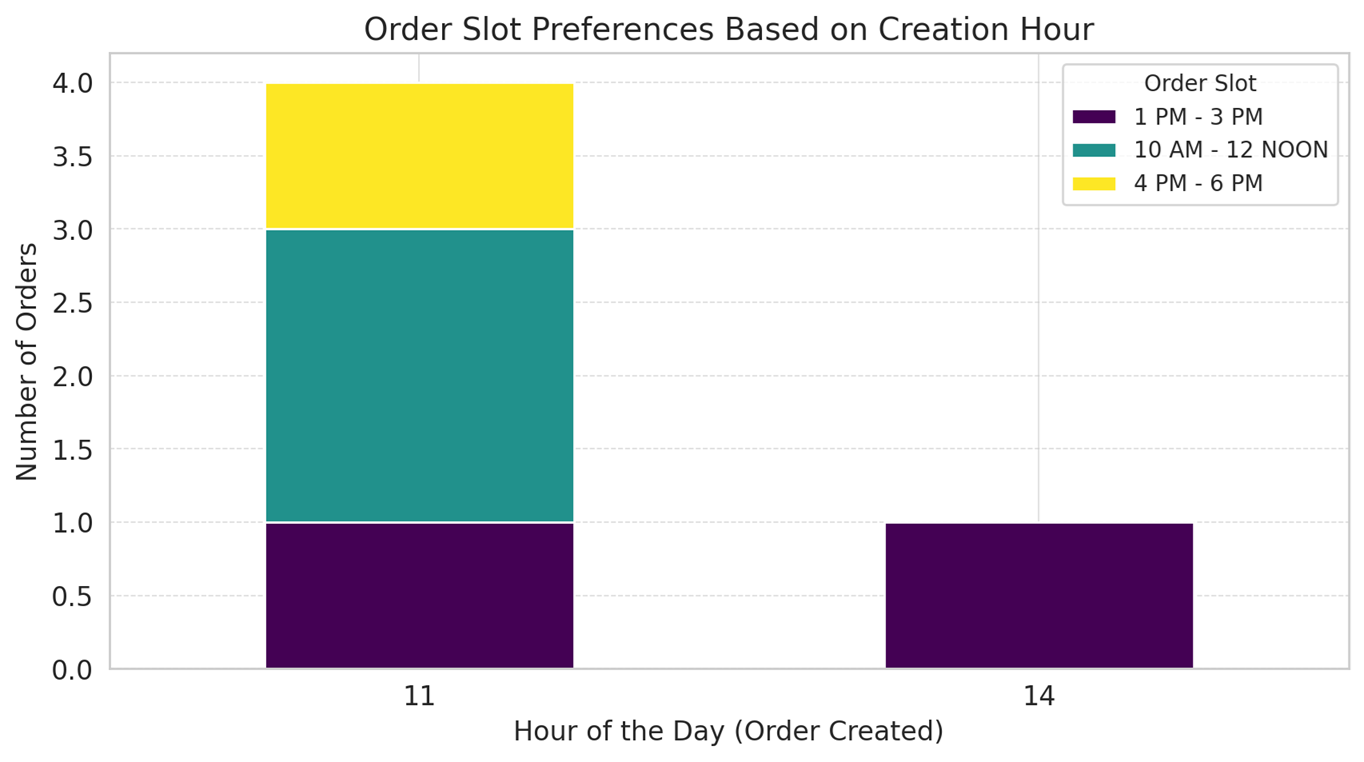 Order Slot Preferences Based on Creation Hour
Order Slot
1 PM - 3 PM
10 AM - 12 NOON
4 PM - 6 PM
Number of Orders
4.0
3.5
3.0
2.5
2.0
1.5
1.0
0.5
0.0
11 14
Hour of the Day (Order Created)